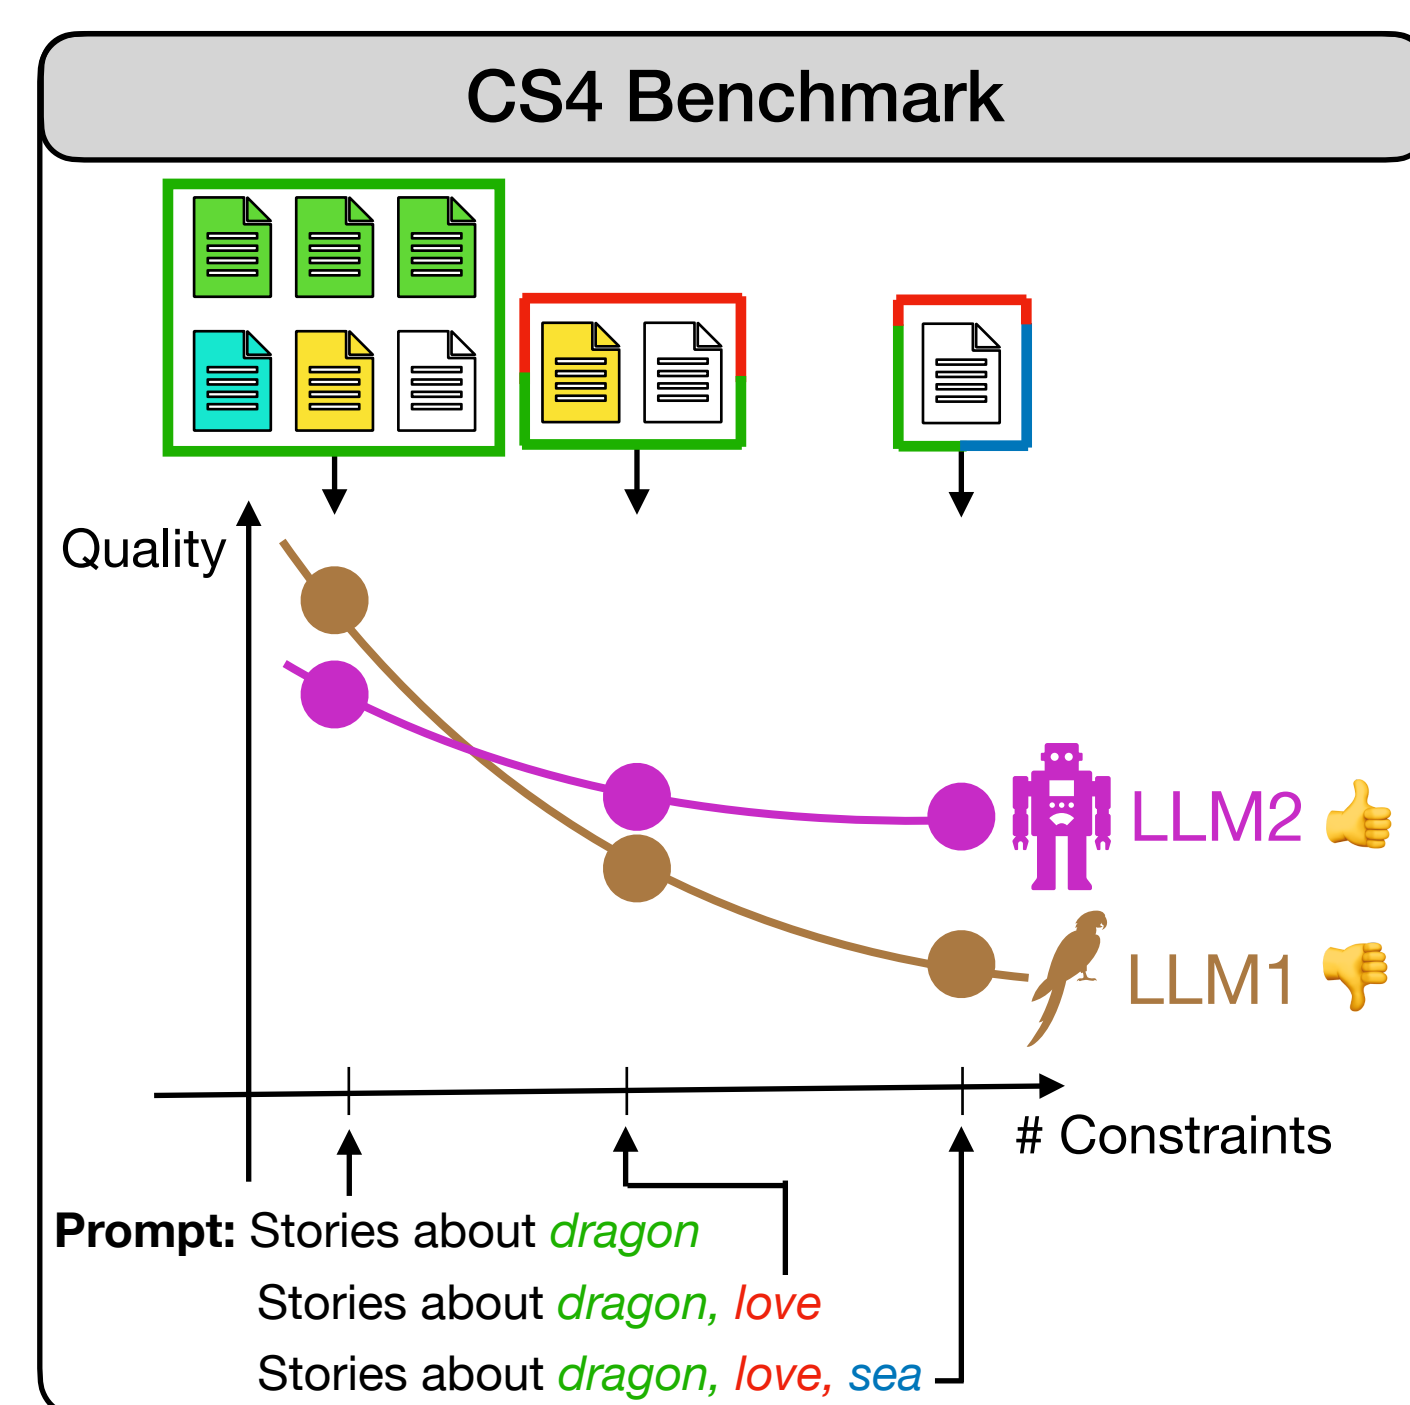 CS4 Benchmark
Quality
LLM2
LLM1
# Constraints
Prompt: Stories about dragon
Stories about dragon, love
Stories about dragon, love, sea